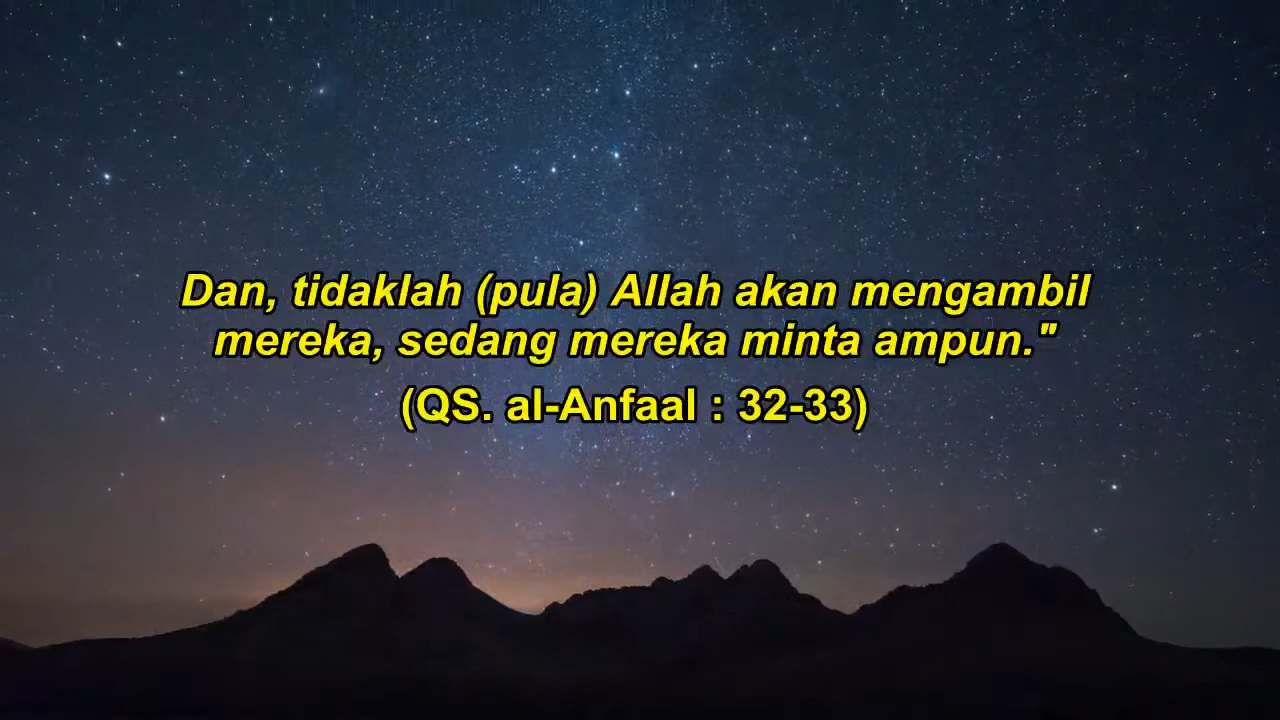 Dan, tidaklah (pula) Allah akan mengambil
mereka, sedang mereka minta ampun."
(QS. al-Anfaal : 32-33)